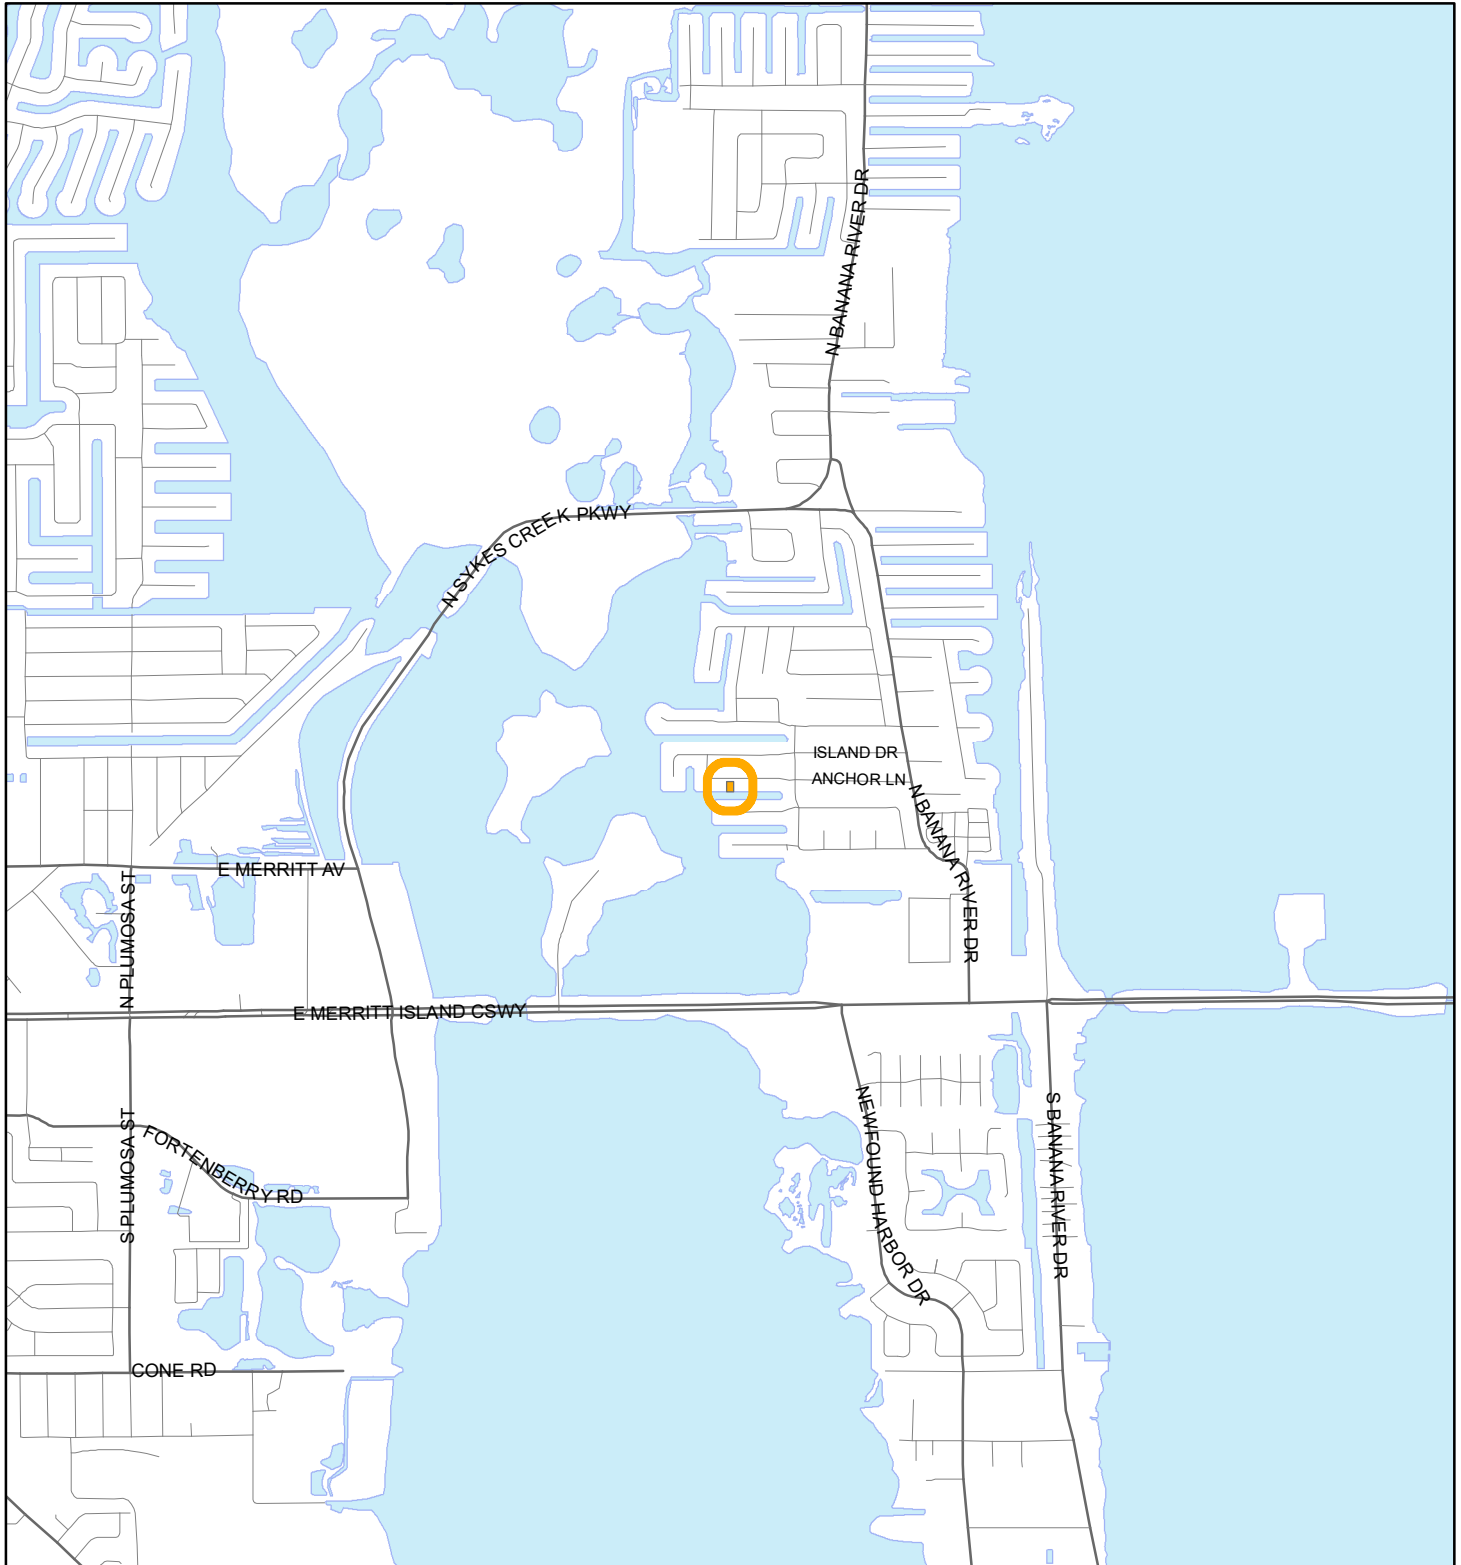 N BANANA RIVER DR
N SYKES CREEK PKWY
ISLAND DR
ANCHOR LN
N BANANA RIVER DR
E MERRITT AV
N PLUMOSA ST
E MERRITT ISLAND CSWY
S PLUMOSA ST
FORTENBERRY RD
NEWFOUND HARBOR DR
S BANANA RIVER DR
CONE RD